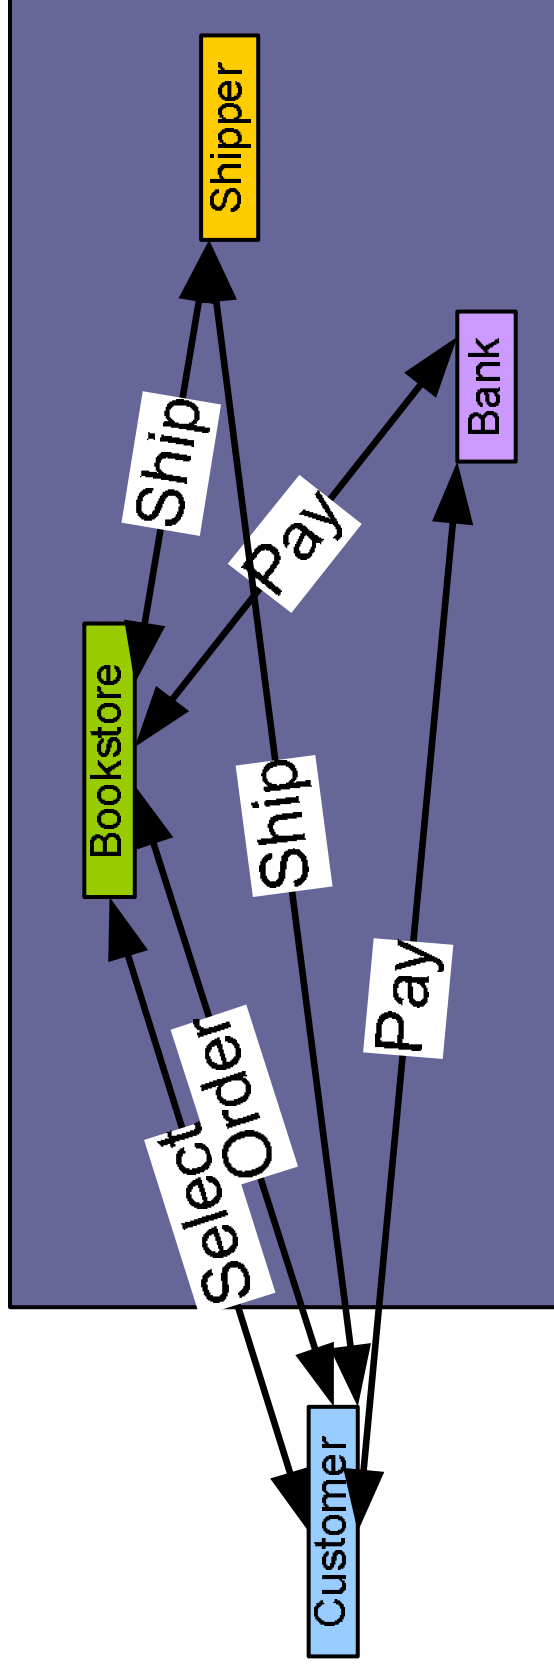 Customer
Select
Order
Bookstore
Ship
Pay
Ship
Pay
Shipper
Bank